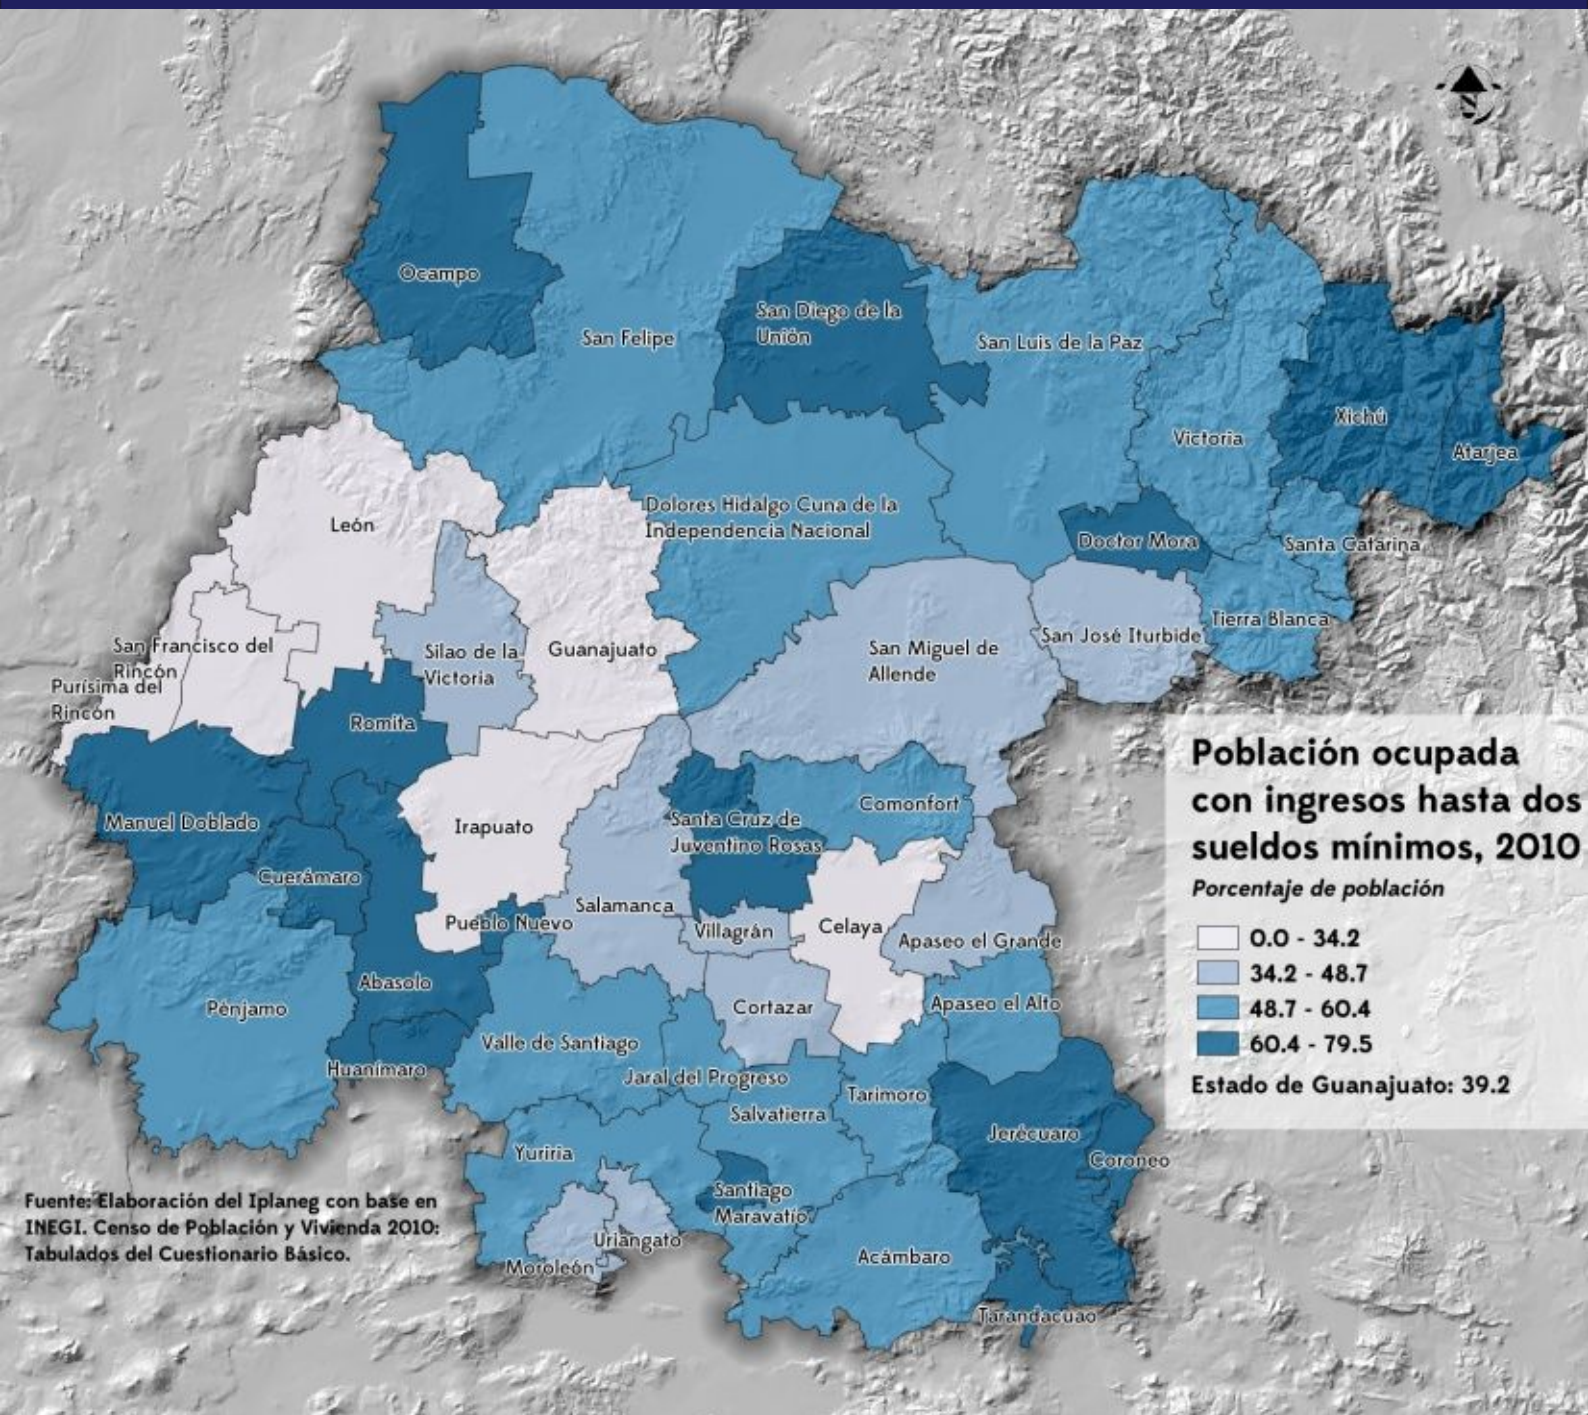 Ocampo
San Felipe
San Diego de la
Unión
San Luis de la Paz
Xichú
Victoria
Atarjea
León
Dolores Hidalgo Cuna de la
Independencia Nacional
Doctor Mora
Santa Catarina
Tierra Blanca
San José Iturbide
San Miguel de
Allende
Guanajuato
Silao de la
Victoria
San Francisco del
Rincón
Purísima del
Rincón
Romita
Manuel Doblado
Irapuato
Santa Cruz de
Juventino Rosas
Comonfort
Cuerámaro
Salamanca
Pueblo Nuevo
Villagrán
Celaya
Apaseo el Grande
Abasolo
Pénjamo
Cortazar
Apaseo el Alto
Valle de Santiago
Huanímaro
Jaral del Progreso
Tarimoro
Salvatierra
Jerécuaro
Coroneo
Yuriria
Santiago
Maravatío
Uriangato
Moroleón
Acámbaro
Tarandacuao
Población ocupada
con ingresos hasta dos
sueldos mínimos, 2010
Porcentaje de población
0.0 - 34.2
34.2 - 48.7
48.7 - 60.4
60.4 - 79.5
Estado de Guanajuato: 39.2
Fuente: Elaboración del Iplaneg con base en
INEGI. Censo de Población y Vivienda 2010:
Tabulados del Cuestionario Básico.